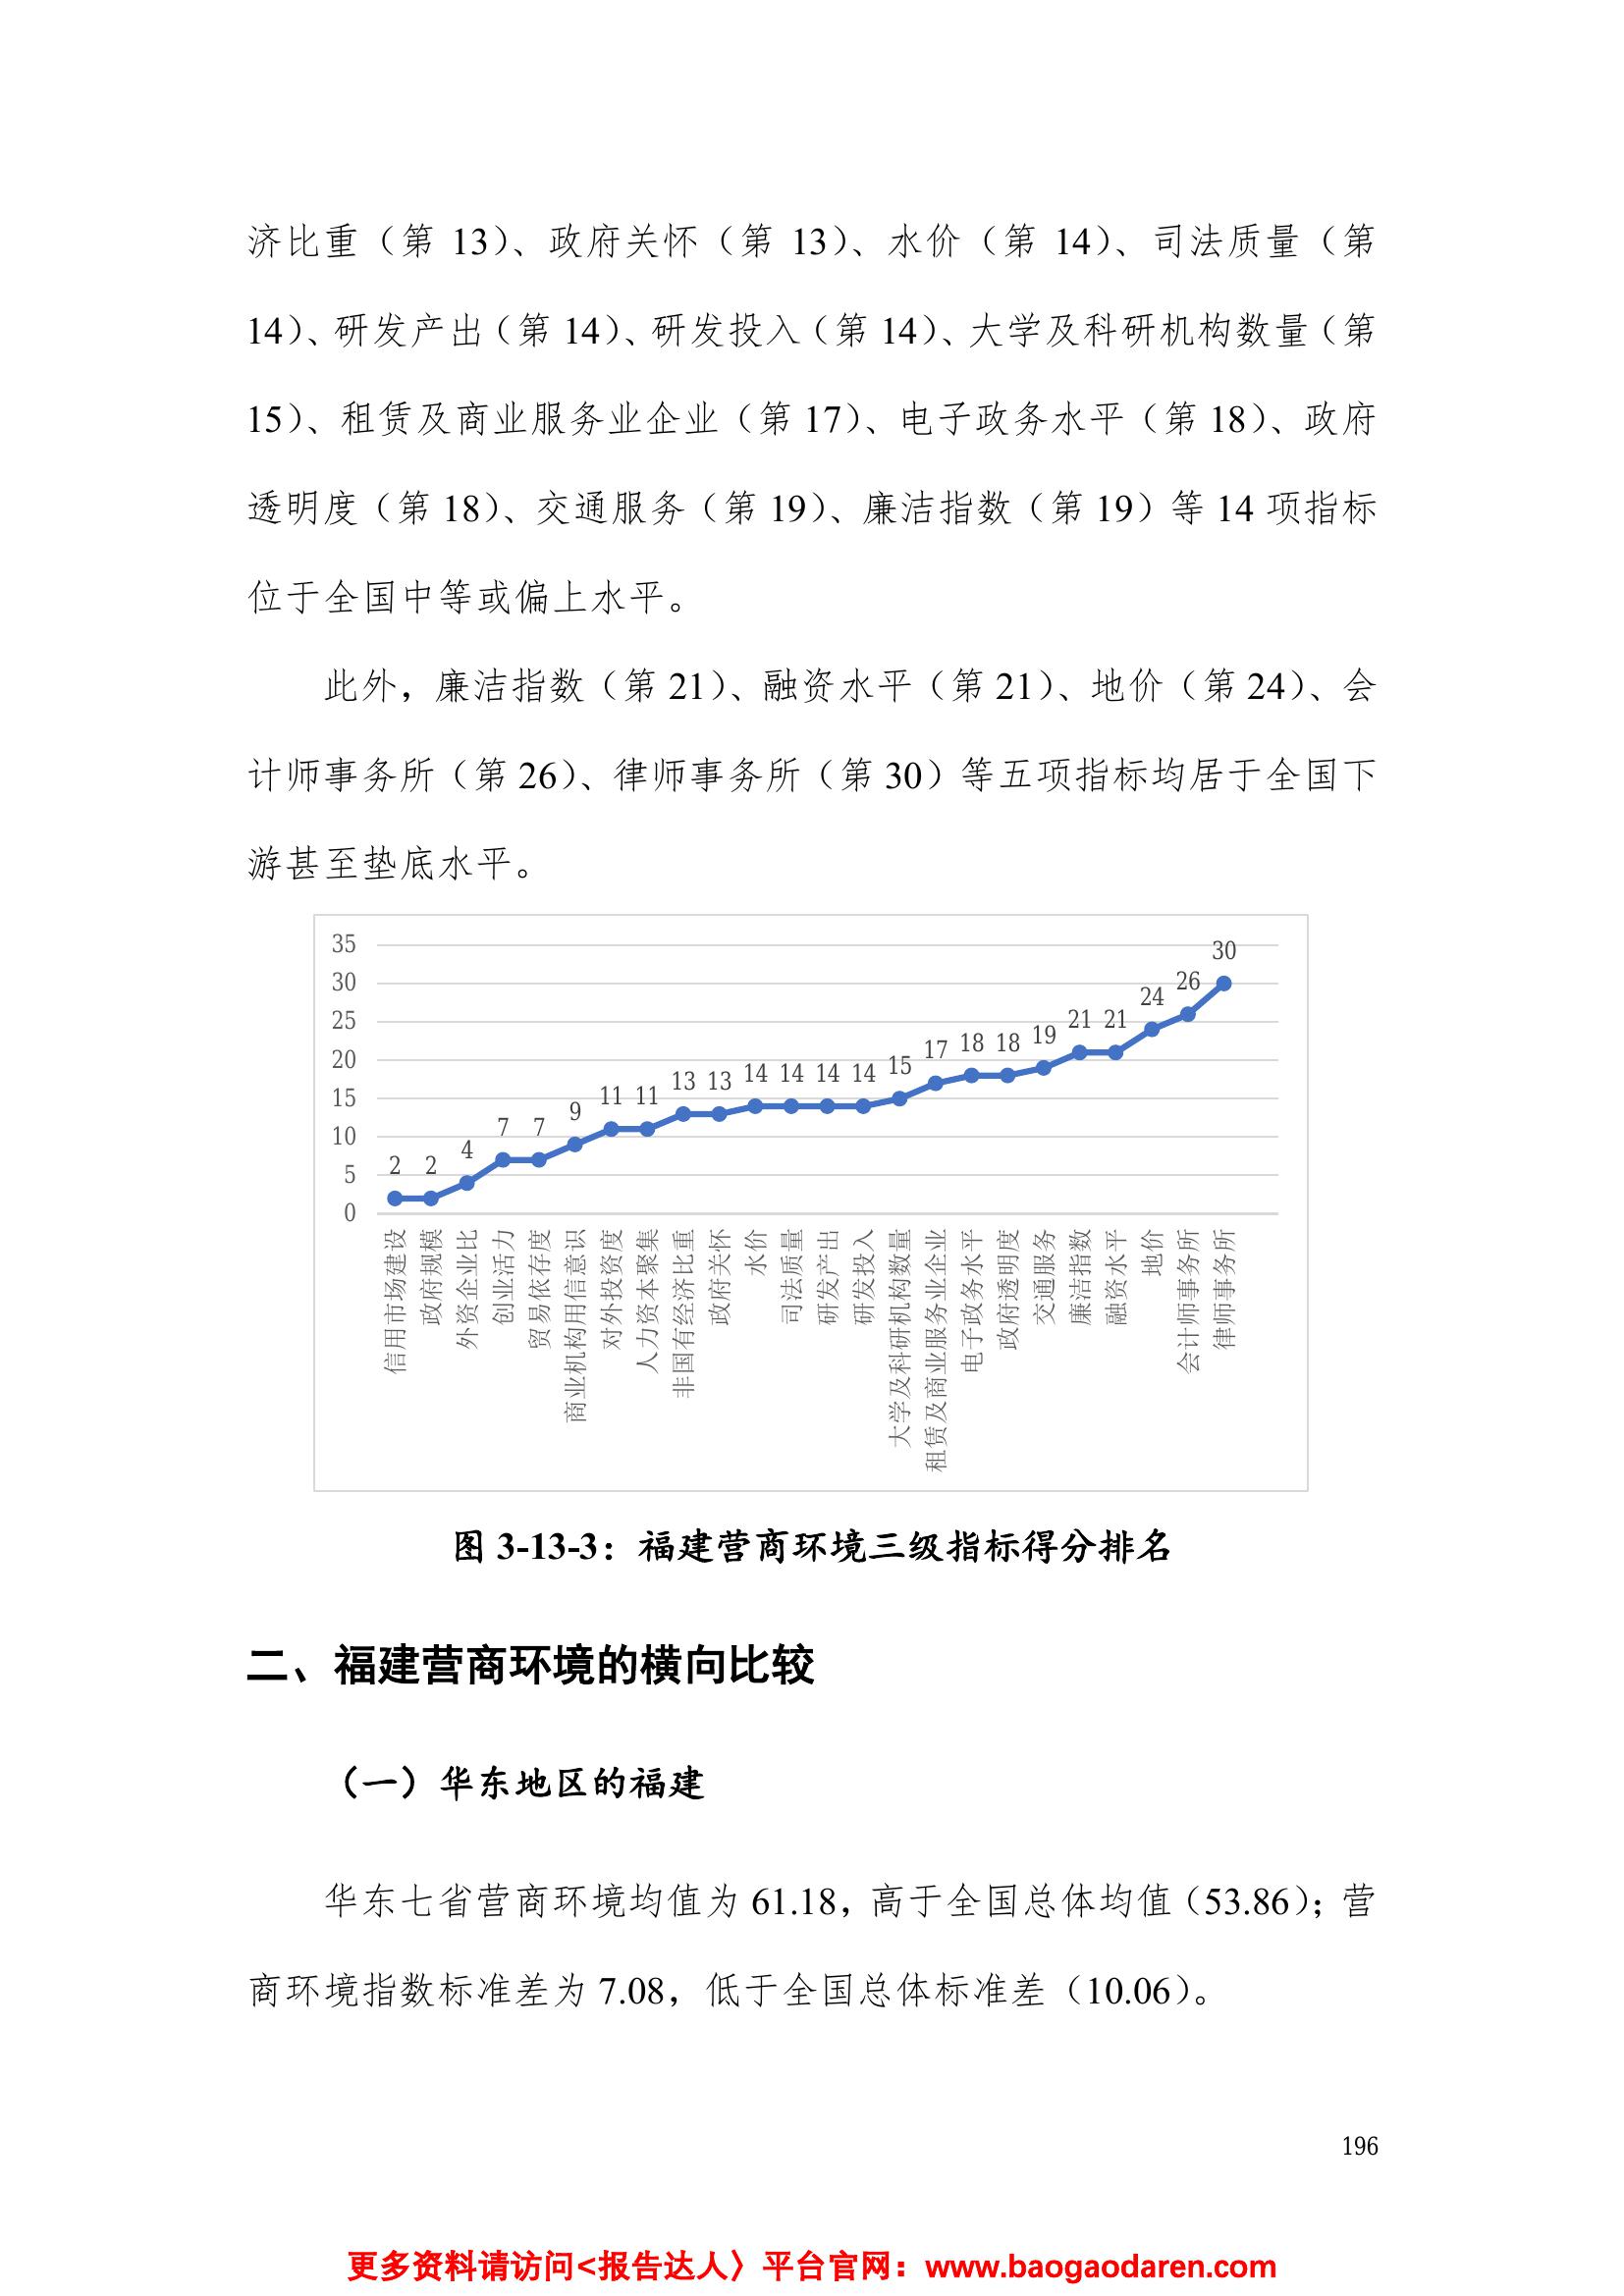 济比重（第 13）、政府关怀（第 13）、水价（第 14）、司法质量（第
14）、研发产出（第 14）、研发投入（第 14）、大学及科研机构数量（第
15）、租赁及商业服务业企业（第 17）、电子政务水平（第 18）、政府
透明度（第 18）、交通服务（第 19）、廉洁指数（第 19）等 14 项指标
位于全国中等或偏上水平。
此外，廉洁指数（第 21）、融资水平（第 21）、地价（第 24）、会
计师事务所（第 26）、律师事务所（第 30）等五项指标均居于全国下
游甚至垫底水平。
35
30
25
20
15
10
5
0
2
2
4
7
7
9
11
11
13
13
14
14
14
14
15
17
18
18
19
21
21
24
26
30
信用市场建设
政府规模
外资企业比
创业活力
贸易依存度
商业机构用信意识
对外投资度
人力资本聚集
非国有经济比重
政府关怀
水价
司法质量
研发产出
研发投入
大学及科研机构数量
租赁及商业服务业企业
电子政务水平
政府透明度
交通服务
廉洁指数
融资水平
地价
会计师事务所
律师事务所
图 3-13-3：福建营商环境三级指标得分排名
二、福建营商环境的横向比较
（一）华东地区的福建
华东七省营商环境均值为 61.18，高于全国总体均值（53.86）；营
商环境指数标准差为 7.08，低于全国总体标准差（10.06）。
196
更多资料请访问<报告达人〉平台官网：www.baogaodaren.com